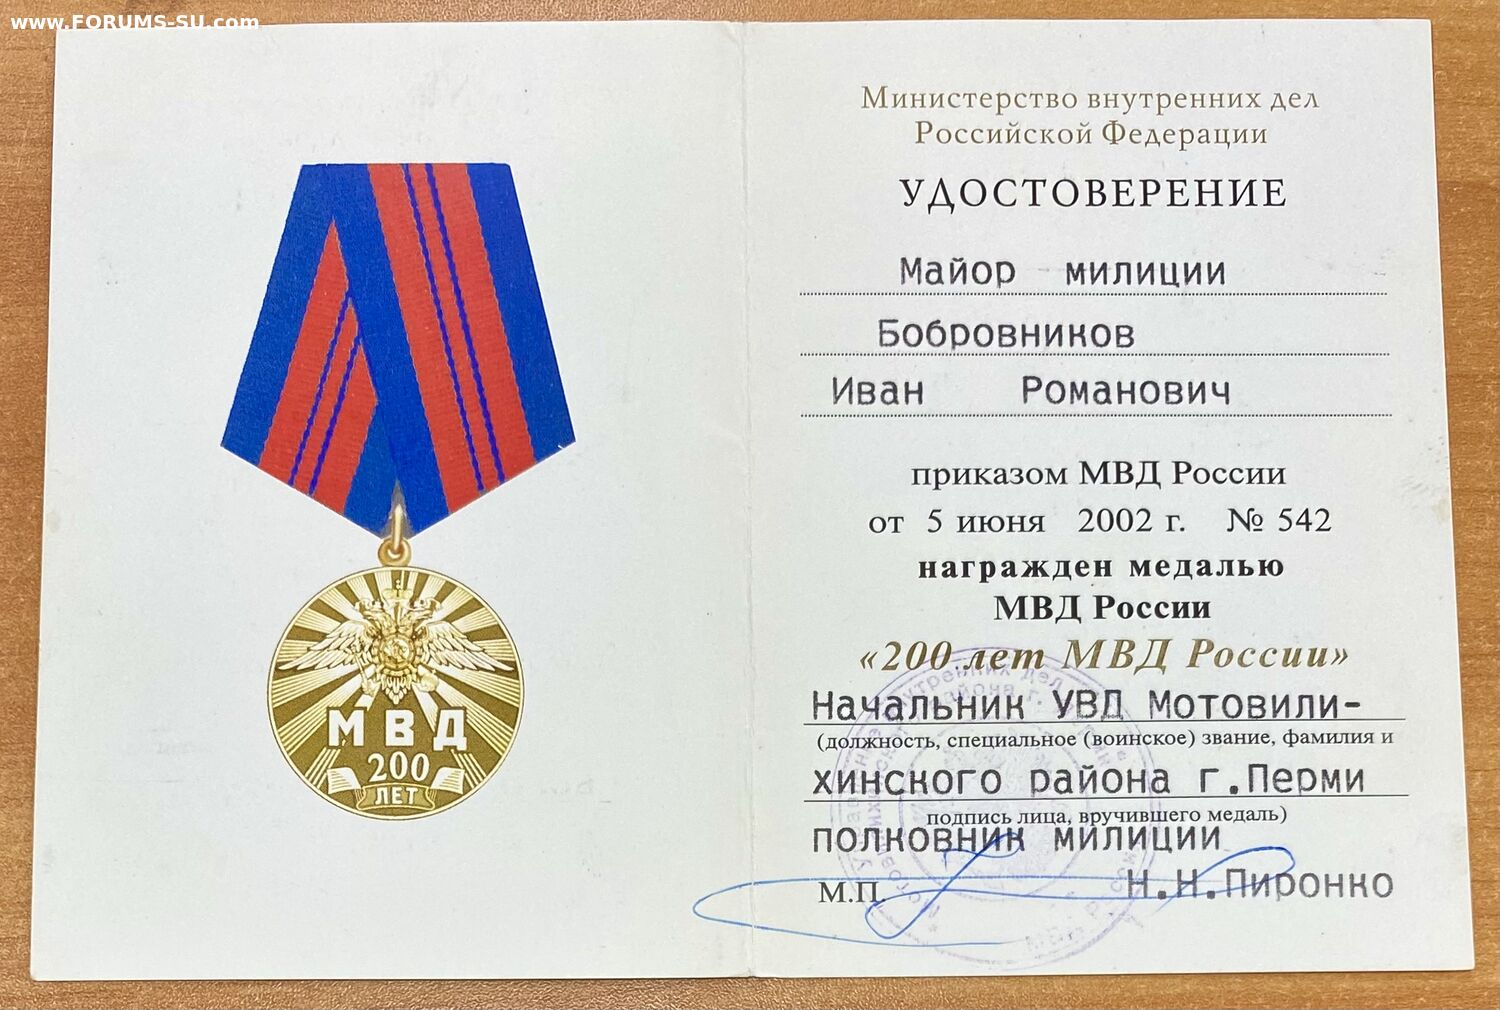 www.FORUMS-SU.com
МВД
200
ЛЕТ
Министерство внутренних дел
Российской Федерации
УДОСТОВЕРЕНИЕ
Майор милиции
Бобровников
Иван Романович
приказом МВД России
от 5 июня 2002 г. № 542
награжден медалью
МВД России
«200 лет МВД России»
Начальник УВД Мотовили-
(должность, специальное (воинское) звание, фамилия и
хинского района г.Перми
подпись лица, вручившего медаль)
полковник милиции
М.П. Н.Н.Пиронко